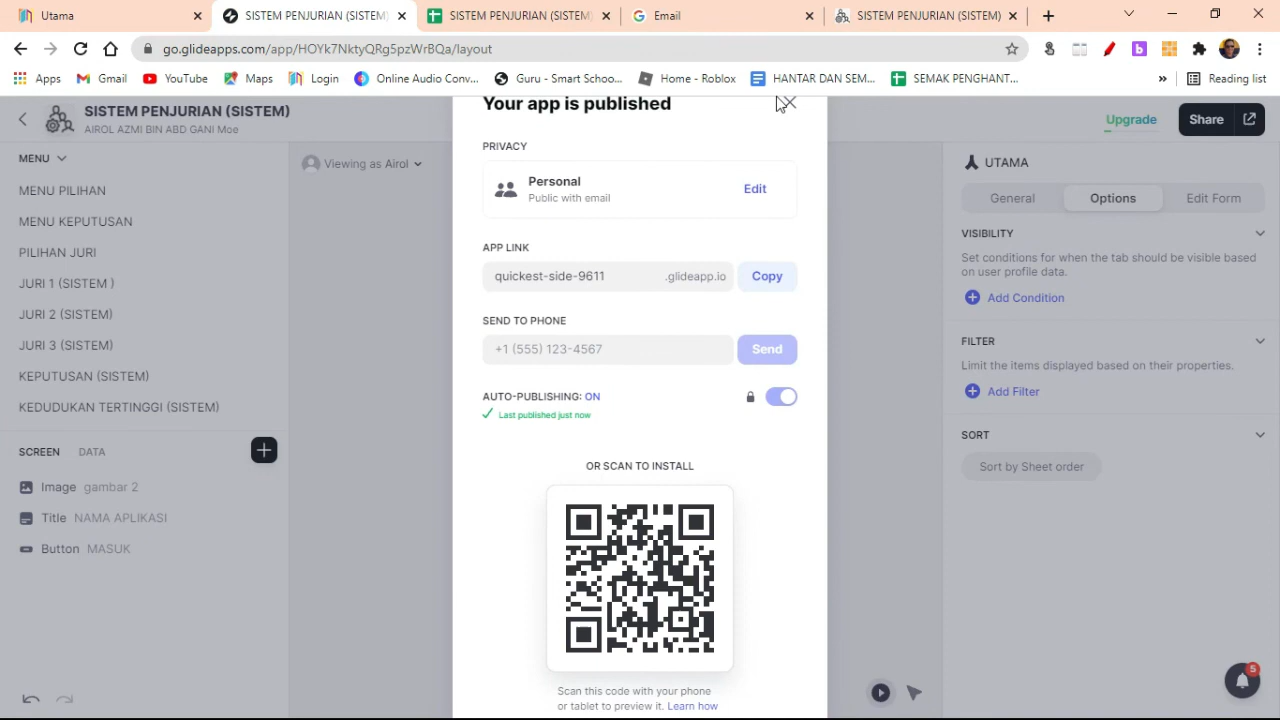 Utama
SISTEM PENJURIAN (SISTEM)
SISTEM PENJURIAN (SISTEM)
Email
SISTEM PENJURIAN (SISTEM)
go.glideapps.com/app/HOYk7NktyQRg5pzWrBQa/layout
Apps
Gmail
YouTube
Maps
Login
Online Audio Conv...
Guru - Smart Schoo...
Home - Roblox
HANTAR DAN SEM...
SEMAK PENGHANT...
»
Reading list
SISTEM PENJURIAN (SISTEM)
AIROL AZMI BIN ABD GANI Moe
Upgrade
Share
MENU
MENU PILIHAN
MENU KEPUTUSAN
PILIHAN JURI
JURI 1 (SISTEM )
JURI 2 (SISTEM)
JURI 3 (SISTEM)
KEPUTUSAN (SISTEM)
KEDUDUKAN TERTINGGI (SISTEM)
SCREEN DATA
Image gambar 2
Title NAMA APLIKASI
Button MASUK
Viewing as Airol
Your app is published
PRIVACY
Personal
Public with email
Edit
APP LINK
quickest-side-9611 .glideapp.io Copy
SEND TO PHONE
+1 (555) 123-4567 Send
AUTO-PUBLISHING: ON
Last published just now
OR SCAN TO INSTALL
Scan this code with your phone
or tablet to preview it. Learn how
UTAMA
General Options Edit Form
VISIBILITY
Set conditions for when the tab should be visible based
on user profile data.
Add Condition
FILTER
Limit the items displayed based on their properties.
Add Filter
SORT
Sort by Sheet order
5